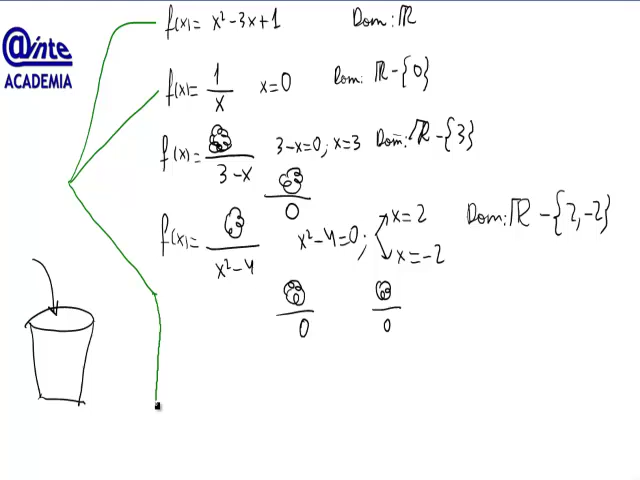 f(x)= x²-3x+1 Dom: ℝ
@inte
ACADEMIA
f(x)= 1/x x=0 Dom: ℝ-{0}
f(x)= /3-x 3-x=0; x=3 Dom: ℝ-{3}
/0
f(x)= /x²-4 x²-4=0; x=2 x=-2 Dom: ℝ-{2,-2}
/0 /0